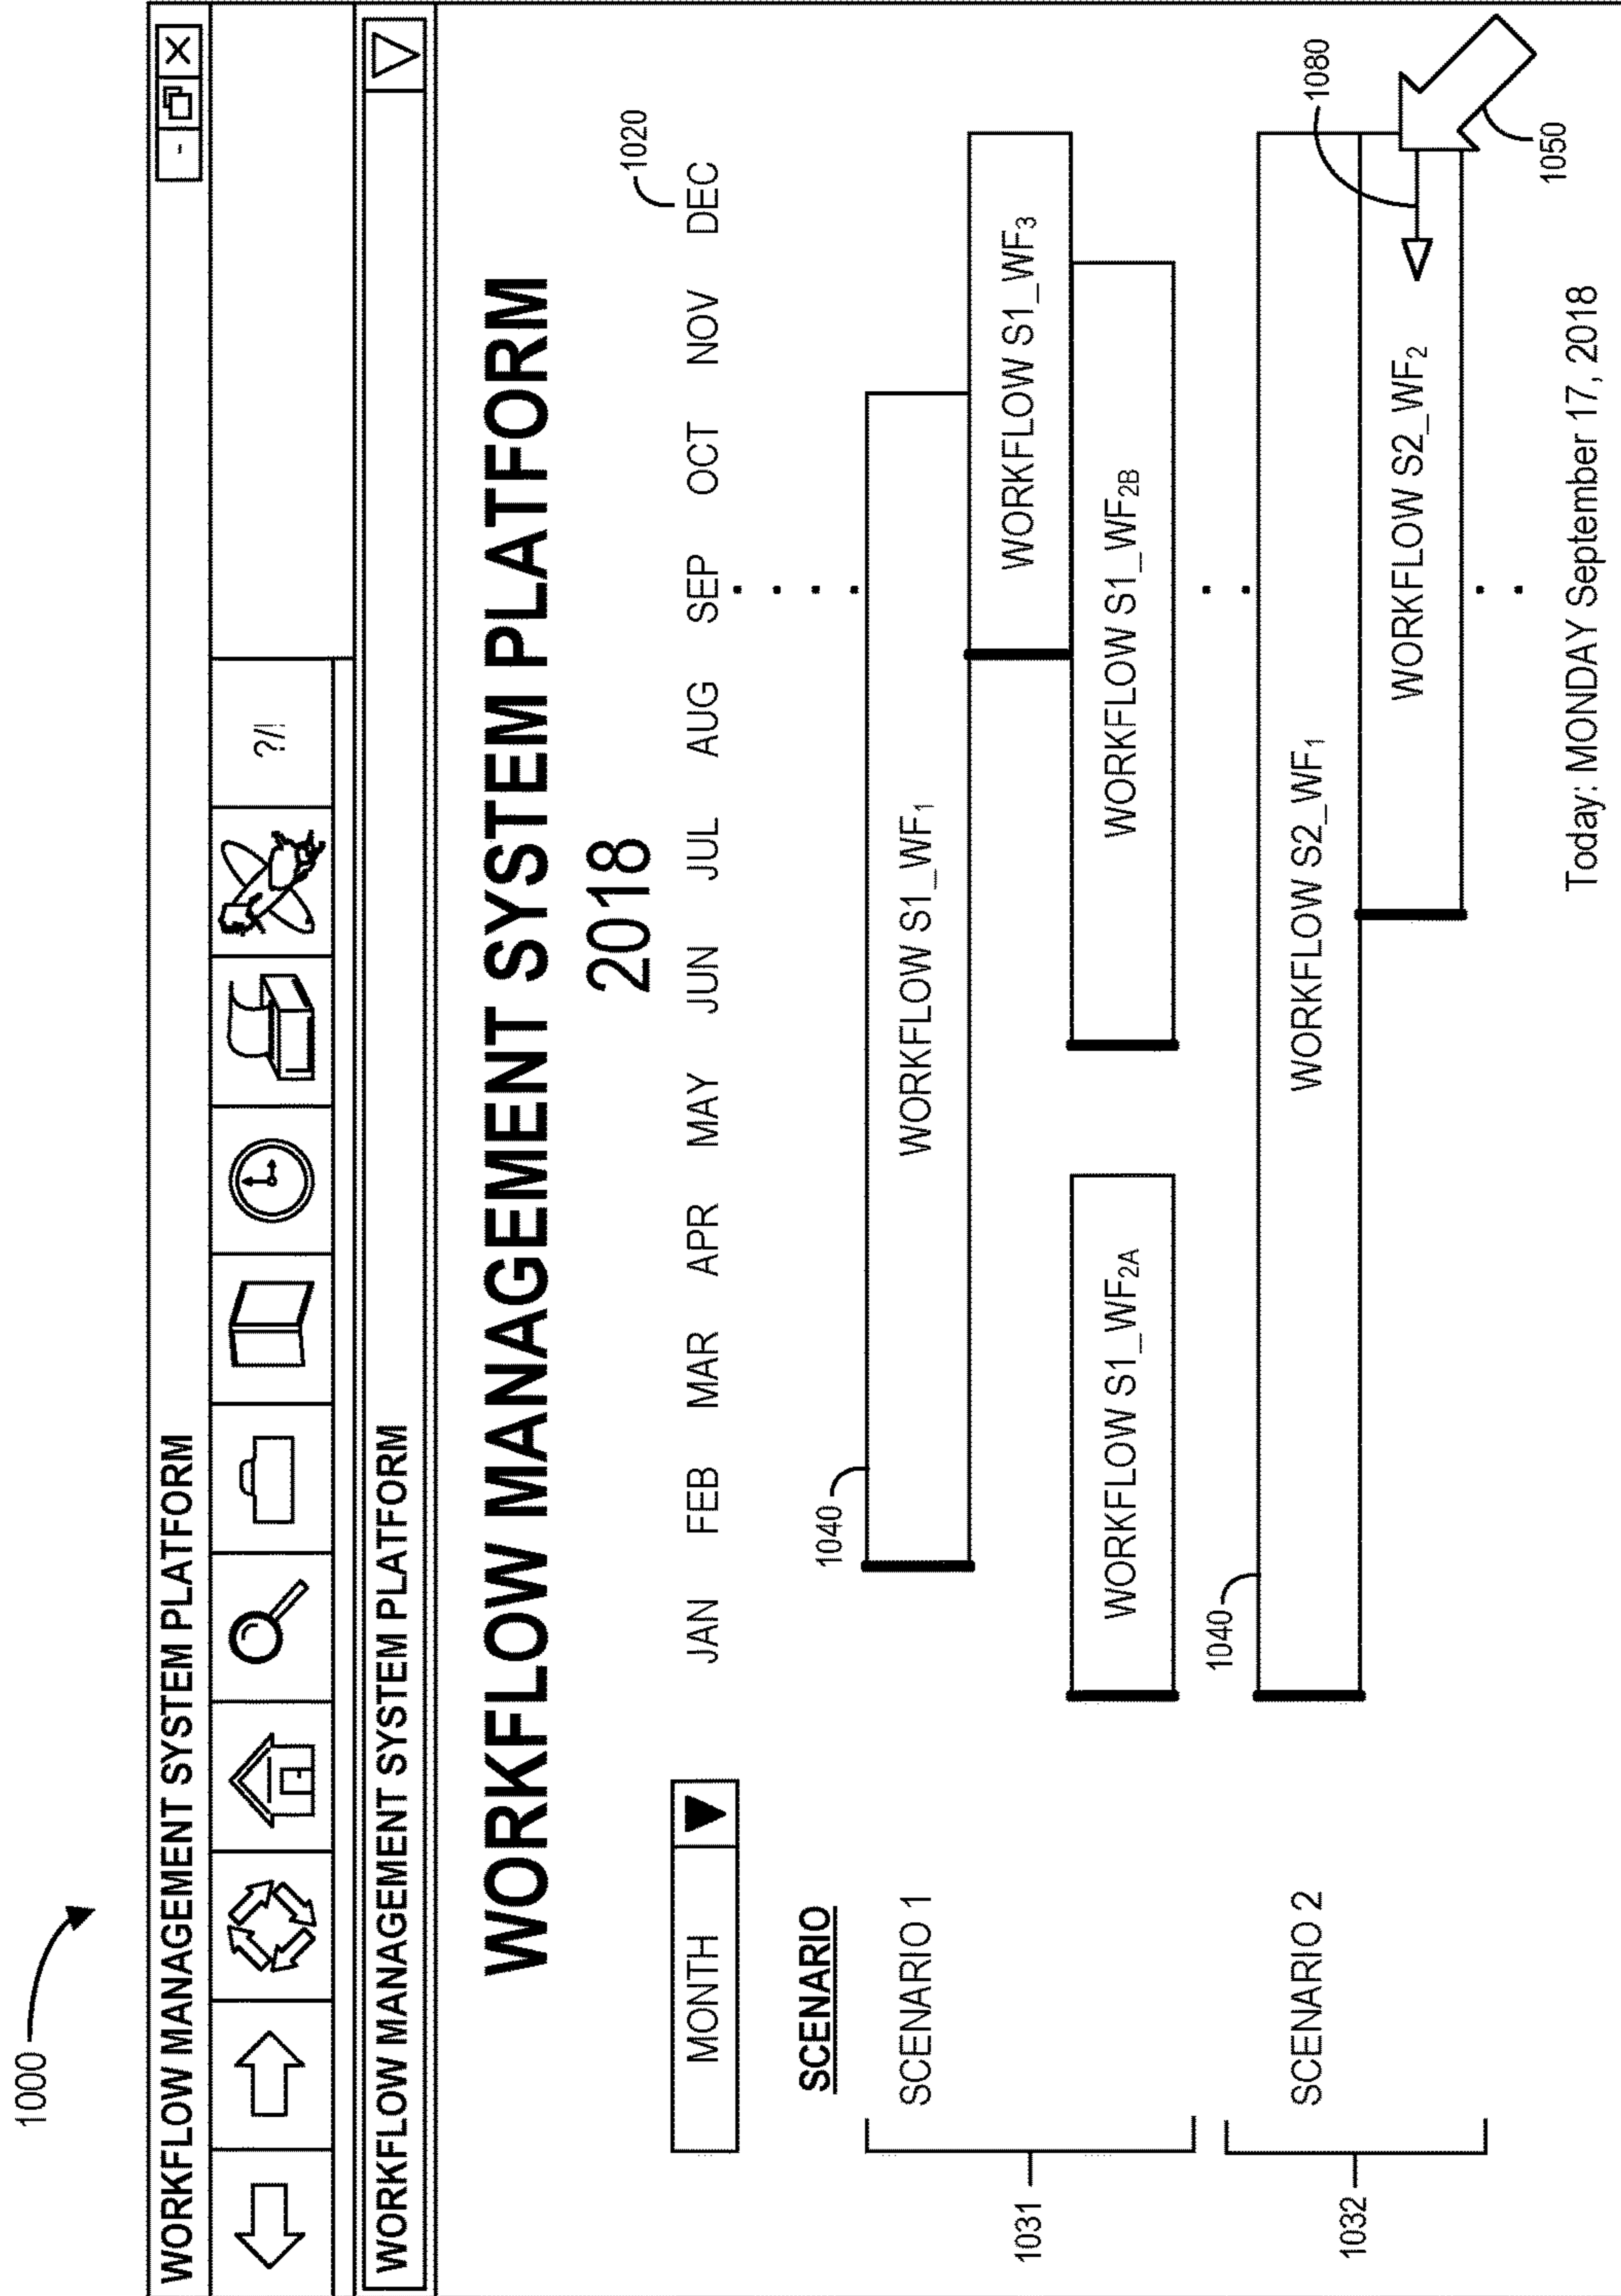 1000
WORKFLOW MANAGEMENT SYSTEM PLATFORM
- X
?/!!
WORKFLOW MANAGEMENT SYSTEM PLATFORM
WORKFLOW MANAGEMENT SYSTEM PLATFORM
2018
1020
MONTH JAN FEB MAR APR MAY JUN JUL AUG SEP OCT NOV DEC
SCENARIO
1040
SCENARIO 1 WORKFLOW S1_WF₁
1031
WORKFLOW S1_WF₃
WORKFLOW S1_WF₂A WORKFLOW S1_WF₂B
1040
SCENARIO 2 WORKFLOW S2_WF₁
1080
1032
WORKFLOW S2_WF₂
1050
Today: MONDAY September 17, 2018